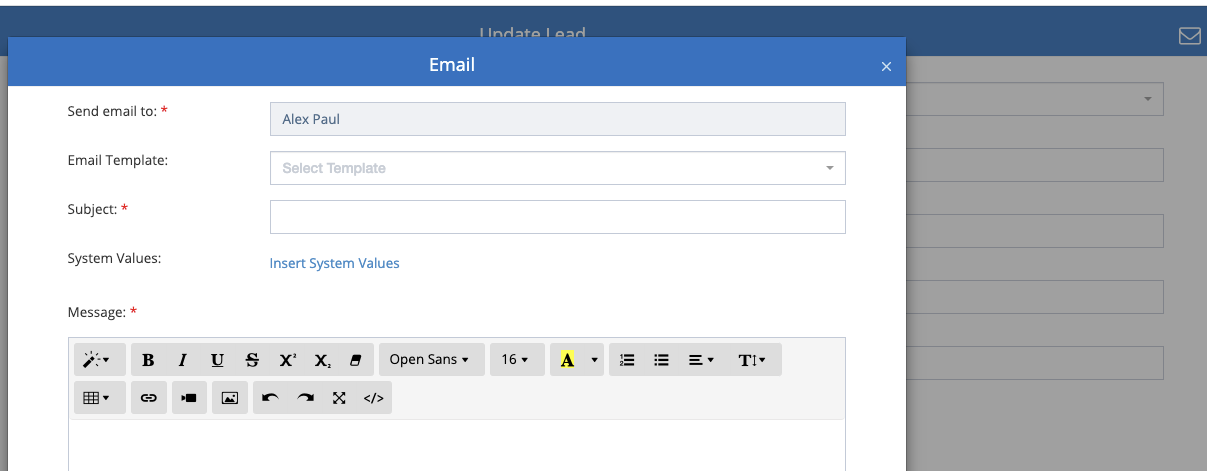 Update Lead
Email ×
Send email to: *
Alex Paul
Email Template:
Select Template
Subject: *
System Values:
Insert System Values
Message: *
B I U S X² X₂ Open Sans 16 A T
</>